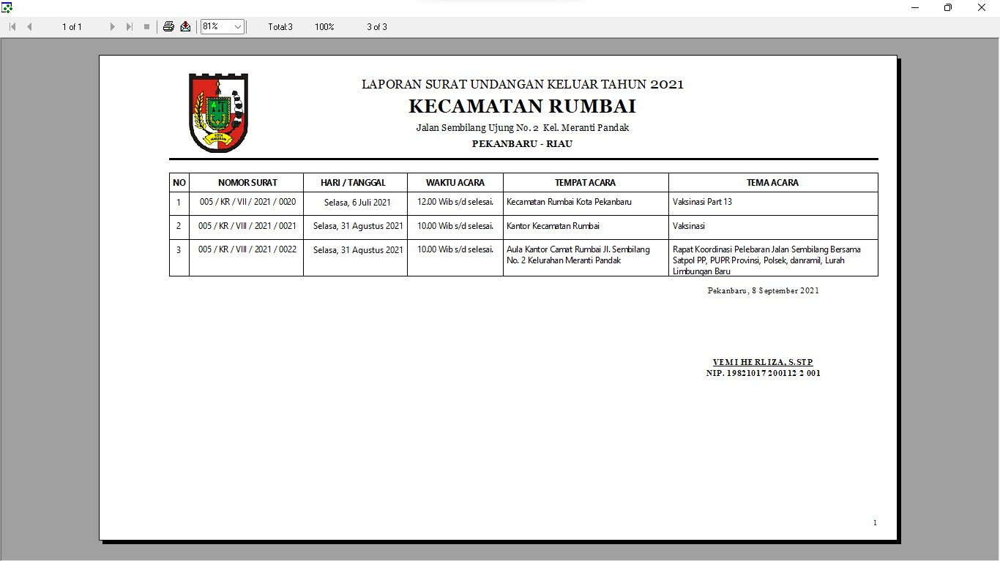 1 of 1
81%
Total:3
100%
3 of 3
LAPORAN SURAT UNDANGAN KELUAR TAHUN 2021
KECAMATAN RUMBAI
Jalan Sembilang Ujung No. 2 Kel. Meranti Pandak
PEKANBARU - RIAU
KOTA
PEKANBARU
NO NOMOR SURAT HARI / TANGGAL WAKTU ACARA TEMPAT ACARA TEMA ACARA
1 005 / KR / VII / 2021 / 0020 Selasa, 6 Juli 2021 12.00 Wib s/d selesai. Kecamatan Rumbai Kota Pekanbaru Vaksinasi Part 13
2 005 / KR / VIII / 2021 / 0021 Selasa, 31 Agustus 2021 10.00 Wib s/d selesai. Kantor Kecamatan Rumbai Vaksinasi
3 005 / KR / VIII / 2021 / 0022 Selasa, 31 Agustus 2021 10.00 Wib s/d selesai. Aula Kantor Camat Rumbai Jl. Sembilang Rapat Koordinasi Pelebaran Jalan Sembilang Bersama
No. 2 Kelurahan Meranti Pandak Satpol PP, PUPR Provinsi, Polsek, danramil, Lurah
Limbungan Baru
Pekanbaru, 8 September 2021
VEMI HERLIZA, S.STP
NIP. 19821017 200112 2 001
1